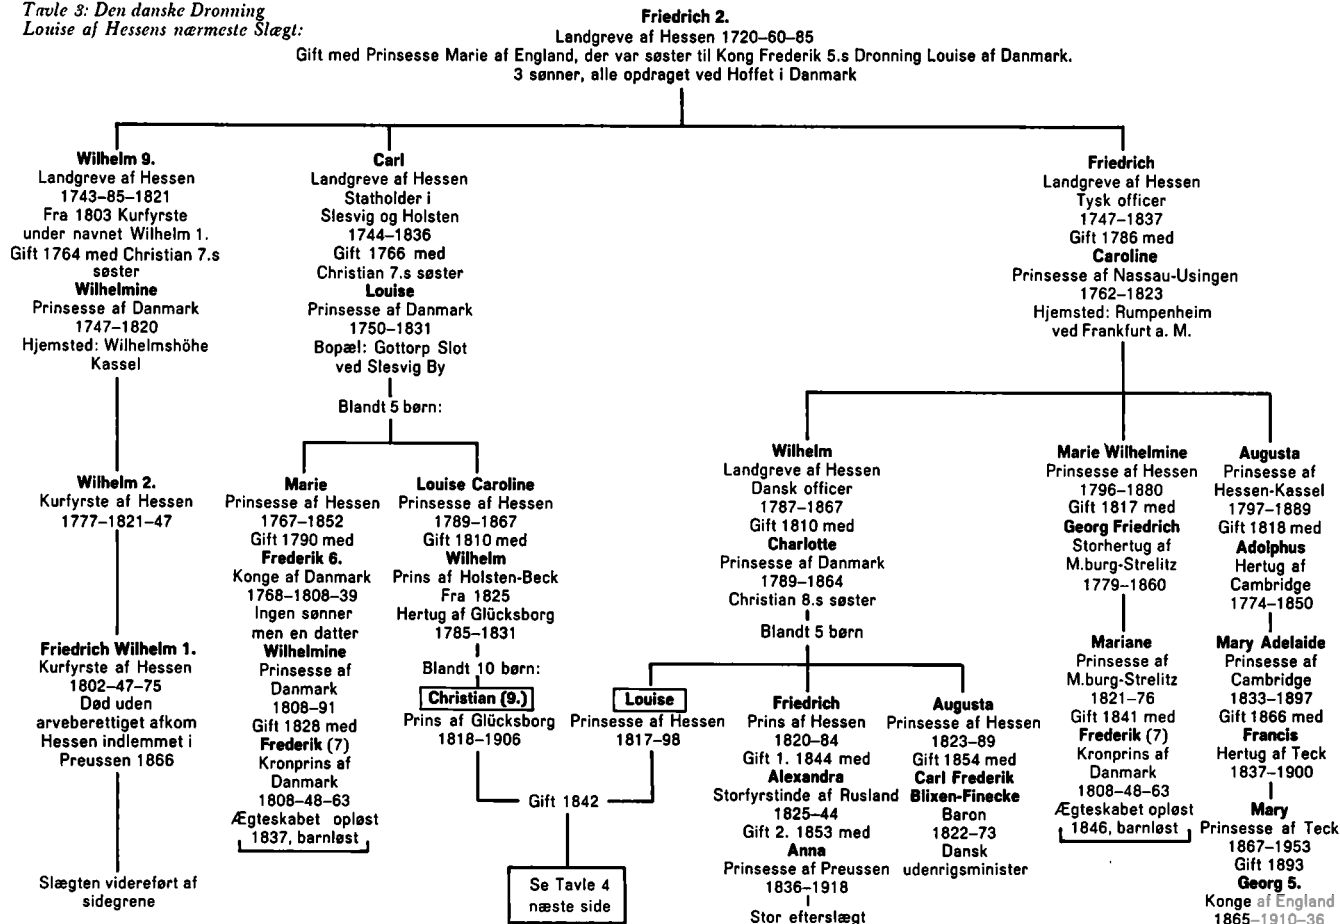 Tavle 3: Den danske Dronning
Louise af Hessens nærmeste Slægt:
Friedrich 2.
Landgreve af Hessen 1720–60–85
Gift med Prinsesse Marie af England, der var søster til Kong Frederik 5.s Dronning Louise af Danmark.
3 sønner, alle opdraget ved Hoffet i Danmark
Wilhelm 9.
Landgreve af Hessen
1743–85–1821
Fra 1803 Kurfyrste
under navnet Wilhelm 1.
Gift 1764 med Christian 7.s
søster
Wilhelmine
Prinsesse af Danmark
1747–1820
Hjemsted: Wilhelmshöhe
Kassel
Wilhelm 2.
Kurfyrste af Hessen
1777–1821–47
Friedrich Wilhelm 1.
Kurfyrste af Hessen
1802–47–75
Død uden
arveberettiget afkom
Hessen indlemmet i
Preussen 1866
Slægten videreført af
sidegrene
Carl
Landgreve af Hessen
Statholder i
Slesvig og Holsten
1744–1836
Gift 1766 med
Christian 7.s søster
Louise
Prinsesse af Danmark
1750–1831
Bopæl: Gottorp Slot
ved Slesvig By
Blandt 5 børn:
Marie
Prinsesse af Hessen
1767–1852
Gift 1790 med
Frederik 6.
Konge af Danmark
1768–1808–39
Ingen sønner
men en datter
Wilhelmine
Prinsesse af
Danmark
1808–91
Gift 1828 med
Frederik (7)
Kronprins af
Danmark
1808–48–63
Ægteskabet opløst
1837, barnløst
Louise Caroline
Prinsesse af Hessen
1789–1867
Gift 1810 med
Wilhelm
Prins af Holsten-Beck
Fra 1825
Hertug af Glücksborg
1785–1831
Blandt 10 børn:
Christian (9.)
Prins af Glücksborg
1818–1906
Friedrich
Landgreve af Hessen
Tysk officer
1747–1837
Gift 1786 med
Caroline
Prinsesse af Nassau-Usingen
1762–1823
Hjemsted: Rumpenheim
ved Frankfurt a. M.
Wilhelm
Landgreve af Hessen
Dansk officer
1787–1867
Gift 1810 med
Charlotte
Prinsesse af Danmark
1789–1864
Christian 8.s søster
Blandt 5 børn
Louise
Prinsesse af Hessen
1817–98
Gift 1842
Se Tavle 4
næste side
Friedrich
Prins af Hessen
1820–84
Gift 1. 1844 med
Alexandra
Storfyrstinde af Rusland
1825–44
Gift 2. 1853 med
Anna
Prinsesse af Preussen
1836–1918
Stor efterslægt
Augusta
Prinsesse af Hessen
1823–89
Gift 1854 med
Carl Frederik
Blixen-Finecke
Baron
1822–73
Dansk
udenrigsminister
Marie Wilhelmine
Prinsesse af Hessen
1796–1880
Gift 1817 med
Georg Friedrich
Storhertug af
M.burg-Strelitz
1779–1860
Mariane
Prinsesse af
M.burg-Strelitz
1821–76
Gift 1841 med
Frederik (7)
Kronprins af
Danmark
1808–48–63
Ægteskabet opløst
1846, barnløst
Augusta
Prinsesse af
Hessen-Kassel
1797–1889
Gift 1818 med
Adolphus
Hertug af
Cambridge
1774–1850
Mary Adelaide
Prinsesse af
Cambridge
1833–1897
Gift 1866 med
Francis
Hertug af Teck
1837–1900
Mary
Prinsesse af Teck
1867–1953
Gift 1893
Georg 5.
Konge af England
1865–1910–36